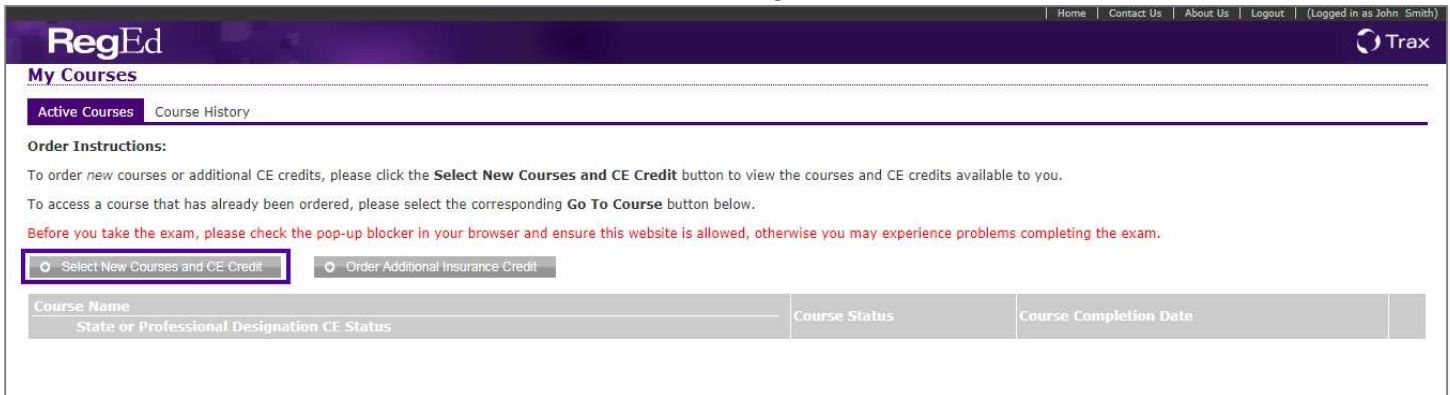 | Home | Contact Us | About Us | Logout | (Logged in as John Smith)
RegEd
Trax
My Courses
Active Courses Course History
Order Instructions:
To order new courses or additional CE credits, please click the Select New Courses and CE Credit button to view the courses and CE credits available to you.
To access a course that has already been ordered, please select the corresponding Go To Course button below.
Before you take the exam, please check the pop-up blocker in your browser and ensure this website is allowed, otherwise you may experience problems completing the exam.
Select New Courses and CE Credit Order Additional Insurance Credit
Course Name
State or Professional Designation CE Status
Course Status
Course Completion Date